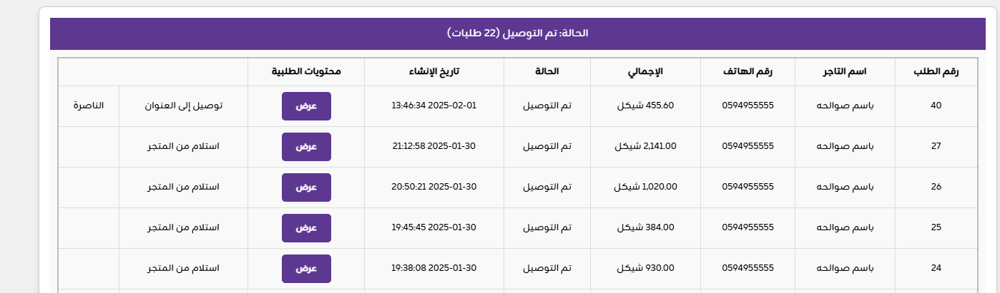 الحالة: تم التوصيل (22 طلبات)
رقم الطلب اسم التاجر رقم الهاتف الإجمالي الحالة تاريخ الإنشاء محتويات الطلبية
40 باسم صوالحه 0594955555 455.60 شيكل تم التوصيل 2025-02-01 13:46:34 عرض توصيل إلى العنوان الناصرة
27 باسم صوالحه 0594955555 2,141.00 شيكل تم التوصيل 2025-01-30 21:12:58 عرض استلام من المتجر
26 باسم صوالحه 0594955555 1,020.00 شيكل تم التوصيل 2025-01-30 20:50:21 عرض استلام من المتجر
25 باسم صوالحه 0594955555 384.00 شيكل تم التوصيل 2025-01-30 19:45:45 عرض استلام من المتجر
24 باسم صوالحه 0594955555 930.00 شيكل تم التوصيل 2025-01-30 19:38:08 عرض استلام من المتجر